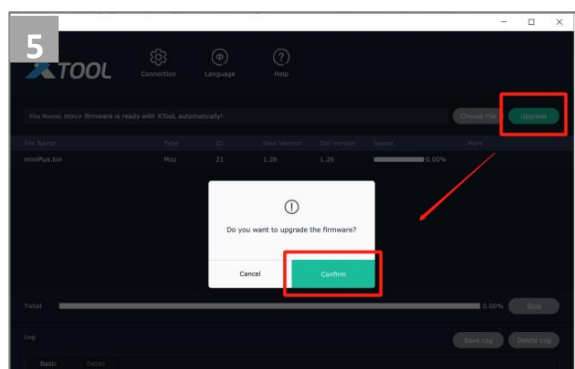 5
XTOOL
Connection
Language
Help
File Name: mini+ firmware is ready with XTool, automatically!
Choose File
Upgrade
File Name Type ID New Version Old Version Speed More
miniPlus.bin Mcu 21 1.26 1.26 0.00%
Do you want to upgrade the firmware?
Cancel
Confirm
Total 0.00% Stop
Log
Save Log
Delete Log
Basic
Detail